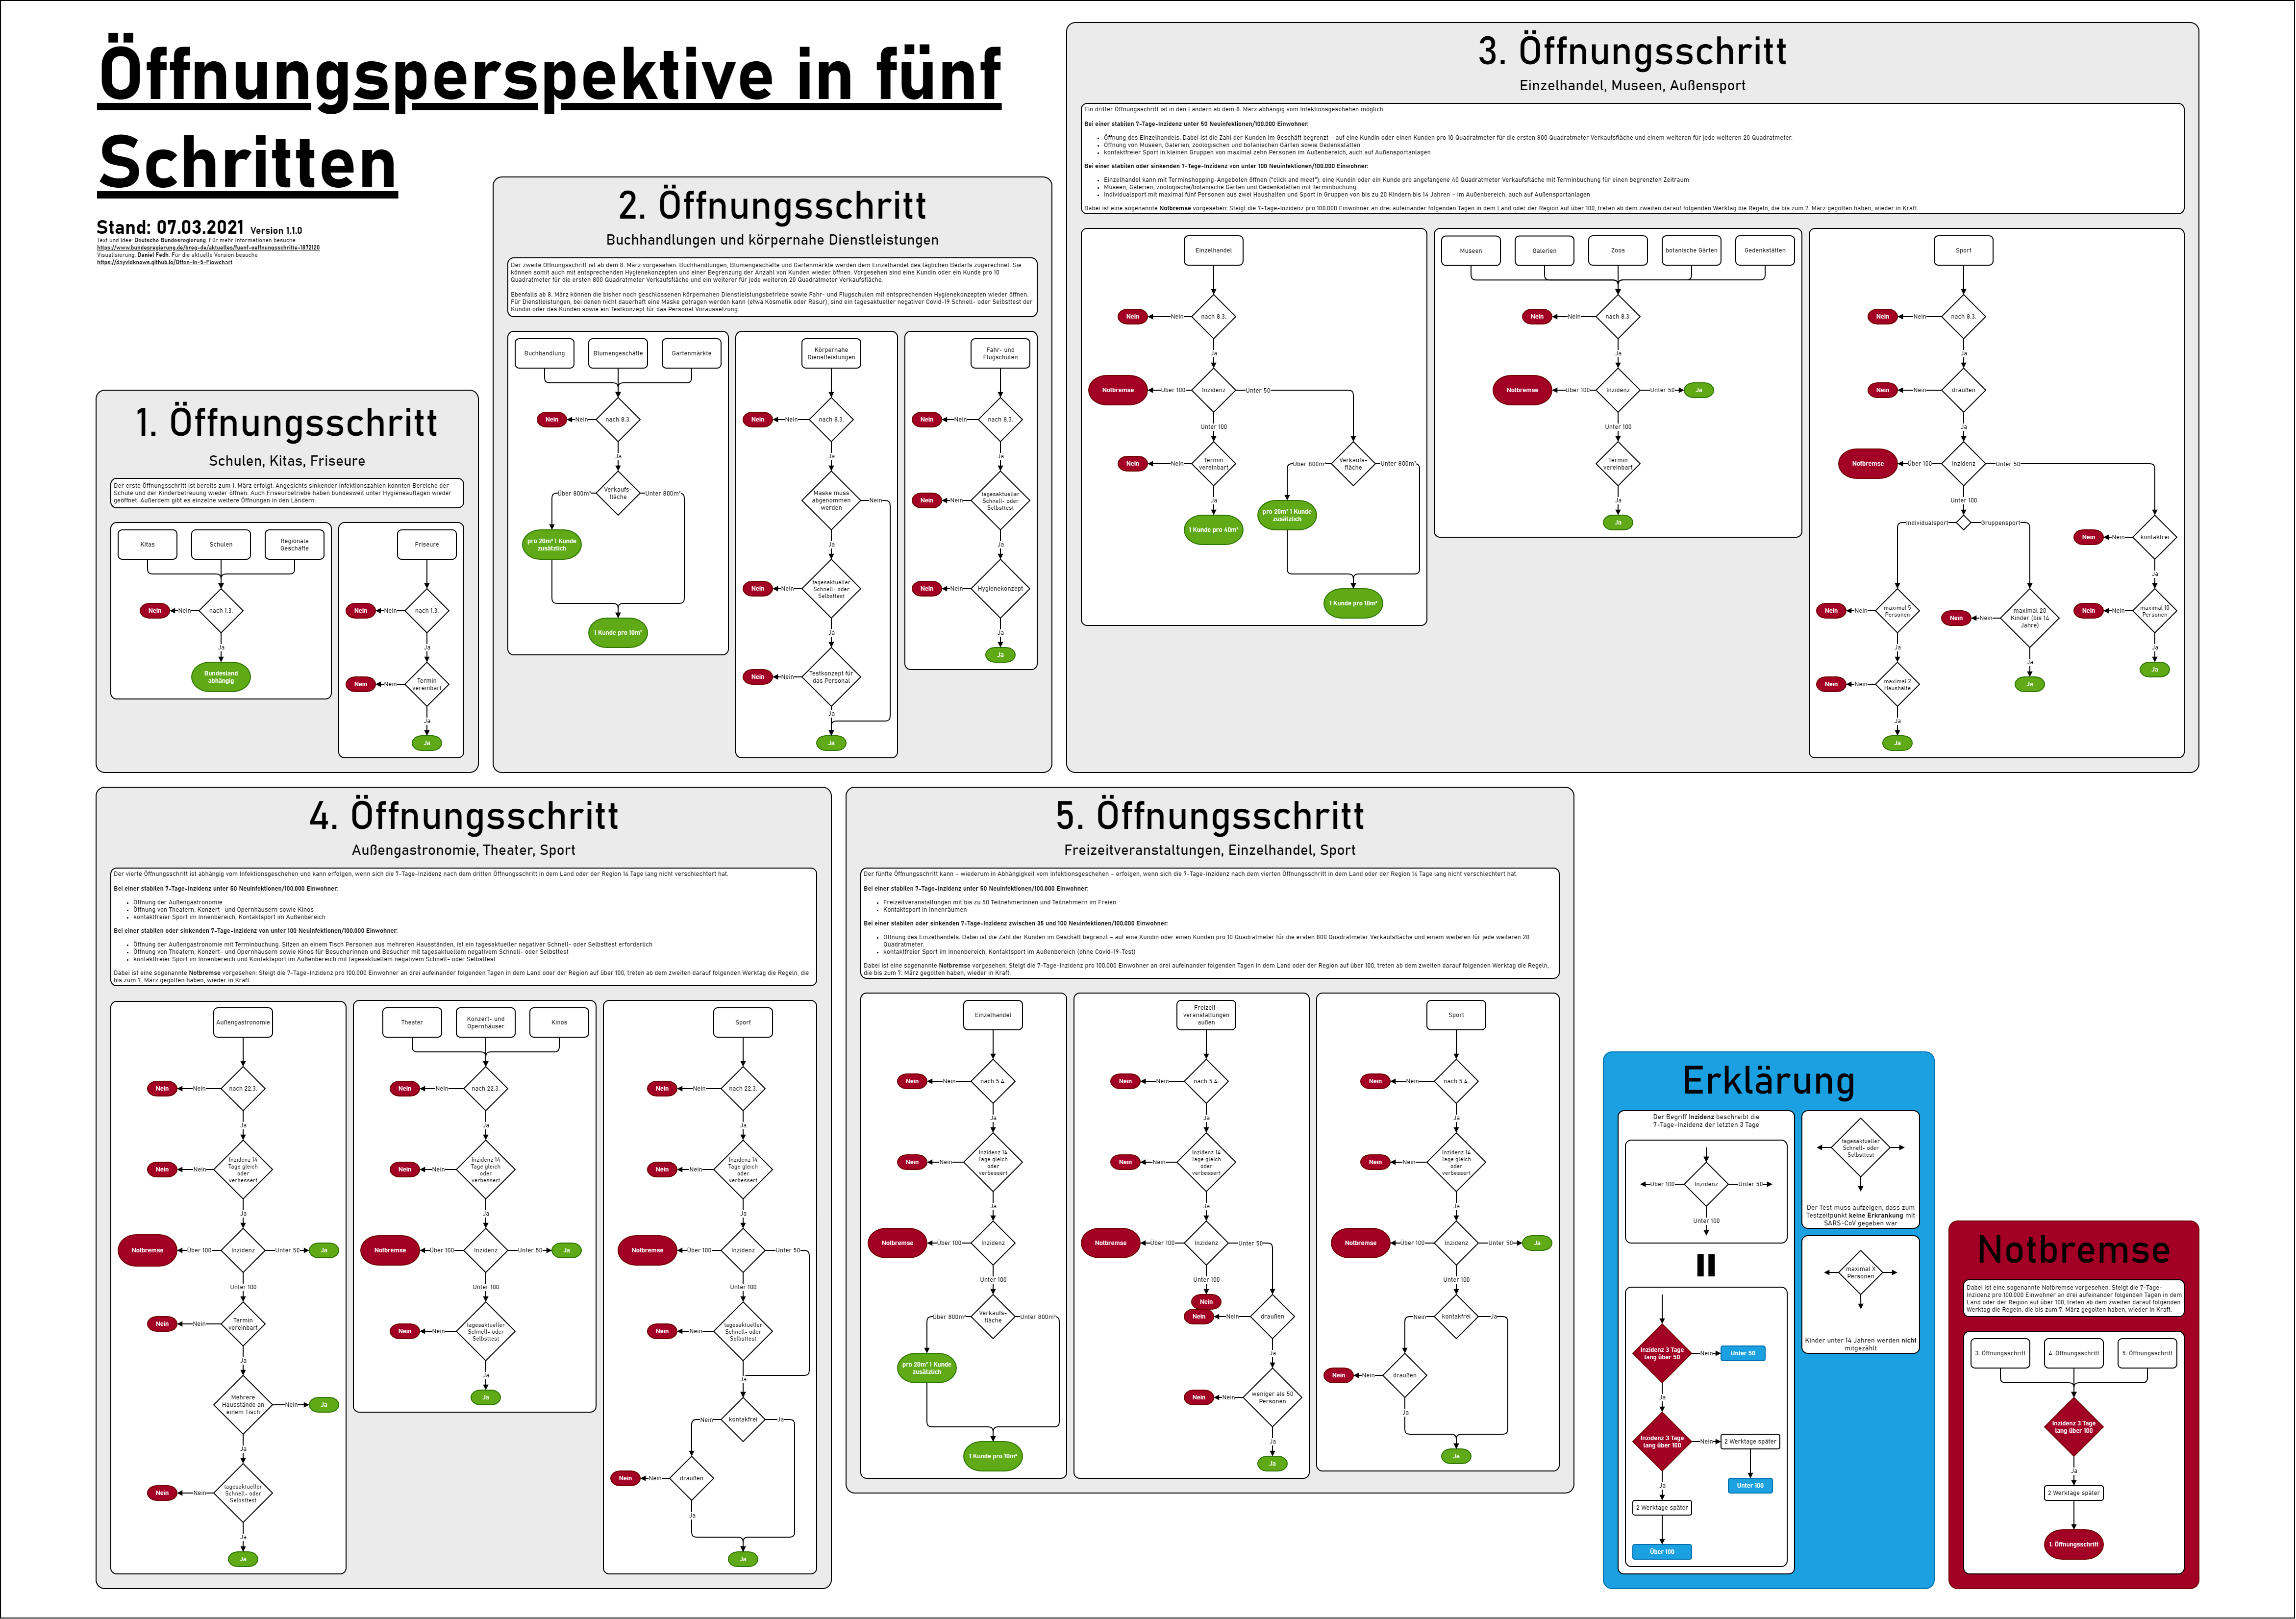 Öffnungsperspektive in fünf
Schritten
Stand: 07.03.2021 Version 1.1.0
Text und Idee: Deutsche Bundesregierung. Für mehr Informationen besuche
https://www.bundesregierung.de/breg-de/aktuelles/fuenf-oeffnungsschritte-1872120
Visualisierung: Daniel Fedh. Für die aktuelle Version besuche
https://dayvidknows.github.io/Offen-in-5-Flowchart
1. Öffnungsschritt
Schulen, Kitas, Friseure
Der erste Öffnungsschritt ist bereits zum 1. März erfolgt. Angesichts sinkender Infektionszahlen konnten Bereiche der
Schule und der Kinderbetreuung wieder öffnen. Auch Friseurbetriebe haben bundesweit unter Hygieneauflagen wieder
geöffnet. Außerdem gibt es einzelne weitere Öffnungen in den Ländern.
Kitas
Schulen
Regionale
Geschäfte
nach 1.3.
Nein
Nein
Ja
Bundesland
abhängig
Friseure
nach 1.3.
Nein
Nein
Ja
Termin
vereinbart
Nein
Nein
Ja
Ja
2. Öffnungsschritt
Buchhandlungen und körpernahe Dienstleistungen
Der zweite Öffnungsschritt ist ab dem 8. März vorgesehen. Buchhandlungen, Blumengeschäfte und Gartenmärkte werden dem Einzelhandel des täglichen Bedarfs zugerechnet. Sie
können somit auch mit entsprechenden Hygienekonzepten und einer Begrenzung der Anzahl von Kunden wieder öffnen. Vorgesehen sind eine Kundin oder ein Kunde pro 10
Quadratmeter für die ersten 800 Quadratmeter Verkaufsfläche und ein weiterer für jede weiteren 20 Quadratmeter Verkaufsfläche.
Ebenfalls ab 8. März können die bisher noch geschlossenen körpernahen Dienstleistungsbetriebe sowie Fahr- und Flugschulen mit entsprechenden Hygienekonzepten wieder öffnen.
Für Dienstleistungen, bei denen nicht dauerhaft eine Maske getragen werden kann (etwa Kosmetik oder Rasur), sind ein tagesaktueller negativer Covid-19 Schnell- oder Selbsttest der
Kundin oder des Kunden sowie ein Testkonzept für das Personal Voraussetzung.
Buchhandlung
Blumengeschäfte
Gartenmärkte
nach 8.3.
Nein
Nein
Ja
Verkaufs-
fläche
Über 800m²
Unter 800m²
pro 20m² 1 Kunde
zusätzlich
1 Kunde pro 10m²
Körpernahe
Dienstleistungen
nach 8.3.
Nein
Nein
Ja
Maske muss
abgenommen
werden
Nein
Ja
tagesaktueller
Schnell- oder
Selbsttest
Nein
Nein
Ja
Testkonzept für
das Personal
Nein
Nein
Ja
Ja
Fahr- und
Flugschulen
nach 8.3.
Nein
Nein
Ja
tagesaktueller
Schnell- oder
Selbsttest
Nein
Nein
Ja
Hygienekonzept
Nein
Nein
Ja
Ja
3. Öffnungsschritt
Einzelhandel, Museen, Außensport
Ein dritter Öffnungsschritt ist in den Ländern ab dem 8. März abhängig vom Infektionsgeschehen möglich.
Bei einer stabilen 7-Tage-Inzidenz unter 50 Neuinfektionen/100.000 Einwohner:
• Öffnung des Einzelhandels. Dabei ist die Zahl der Kunden im Geschäft begrenzt – auf eine Kundin oder einen Kunden pro 10 Quadratmeter für die ersten 800 Quadratmeter Verkaufsfläche und einem weiteren für jede weiteren 20 Quadratmeter.
• Öffnung von Museen, Galerien, zoologischen und botanischen Gärten sowie Gedenkstätten
• kontaktfreier Sport in kleinen Gruppen von maximal zehn Personen im Außenbereich, auch auf Außensportanlagen
Bei einer stabilen oder sinkenden 7-Tage-Inzidenz von unter 100 Neuinfektionen/100.000 Einwohner:
• Einzelhandel kann mit Terminshopping-Angeboten öffnen ("click and meet"): eine Kundin oder ein Kunde pro angefangene 40 Quadratmeter Verkaufsfläche mit Terminbuchung für einen begrenzten Zeitraum
• Museen, Galerien, zoologische/botanische Gärten und Gedenkstätten mit Terminbuchung
• Individualsport mit maximal fünf Personen aus zwei Haushalten und Sport in Gruppen von bis zu 20 Kindern bis 14 Jahren – im Außenbereich, auch auf Außensportanlagen
Dabei ist eine sogenannte Notbremse vorgesehen: Steigt die 7-Tage-Inzidenz pro 100.000 Einwohner an drei aufeinander folgenden Tagen in dem Land oder der Region auf über 100, treten ab dem zweiten darauf folgenden Werktag die Regeln, die bis zum 7. März gegolten haben, wieder in Kraft.
Einzelhandel
nach 8.3.
Nein
Nein
Ja
Notbremse
Über 100
Inzidenz
Unter 50
Unter 100
Nein
Nein
Termin
vereinbart
Ja
1 Kunde pro 40m²
Über 800m²
Verkaufs-
fläche
Unter 800m²
pro 20m² 1 Kunde
zusätzlich
1 Kunde pro 10m²
Museen
Galerien
Zoos
botanische Gärten
Gedenkstätten
Nein
Nein
nach 8.3.
Ja
Notbremse
Über 100
Inzidenz
Unter 50
Ja
Unter 100
Termin
vereinbart
Ja
Ja
Sport
Nein
Nein
nach 8.3.
Ja
Nein
Nein
draußen
Ja
Notbremse
Über 100
Inzidenz
Unter 50
Unter 100
Individualsport
Gruppensport
Nein
Nein
maximal 5
Personen
Ja
Nein
Nein
maximal 2
Haushalte
Ja
Ja
Nein
Nein
maximal 20
Kinder (bis 14
Jahre)
Ja
Ja
Nein
Nein
kontakfrei
Ja
Nein
Nein
maximal 10
Personen
Ja
Ja
4. Öffnungsschritt
Außengastronomie, Theater, Sport
Der vierte Öffnungsschritt ist abhängig vom Infektionsgeschehen und kann erfolgen, wenn sich die 7-Tage-Inzidenz nach dem dritten Öffnungsschritt in dem Land oder der Region 14 Tage lang nicht verschlechtert hat.
Bei einer stabilen 7-Tage-Inzidenz unter 50 Neuinfektionen/100.000 Einwohner:
• Öffnung der Außengastronomie
• Öffnung von Theatern, Konzert- und Opernhäusern sowie Kinos
• kontaktfreier Sport im Innenbereich, Kontaktsport im Außenbereich
Bei einer stabilen oder sinkenden 7-Tage-Inzidenz von unter 100 Neuinfektionen/100.000 Einwohner:
• Öffnung der Außengastronomie mit Terminbuchung. Sitzen an einem Tisch Personen aus mehreren Hausständen, ist ein tagesaktueller negativer Schnell- oder Selbsttest erforderlich
• Öffnung von Theatern, Konzert- und Opernhäusern sowie Kinos für Besucherinnen und Besucher mit tagesaktuellem negativem Schnell- oder Selbsttest
• kontaktfreier Sport im Innenbereich und Kontaktsport im Außenbereich mit tagesaktuellem negativem Schnell- oder Selbsttest
Dabei ist eine sogenannte Notbremse vorgesehen: Steigt die 7-Tage-Inzidenz pro 100.000 Einwohner an drei aufeinander folgenden Tagen in dem Land oder der Region auf über 100, treten ab dem zweiten darauf folgenden Werktag die Regeln, die
bis zum 7. März gegolten haben, wieder in Kraft.
Außengastronomie
Nein
Nein
nach 22.3.
Ja
Nein
Nein
Inzidenz 14
Tage gleich
oder
verbessert
Ja
Notbremse
Über 100
Inzidenz
Unter 50
Ja
Unter 100
Nein
Nein
Termin
vereinbart
Ja
Mehrere
Hausstände an
einem Tisch
Nein
Ja
Ja
Nein
Nein
tagesaktueller
Schnell- oder
Selbsttest
Ja
Ja
Theater
Konzert- und
Opernhäuser
Kinos
Nein
Nein
nach 22.3.
Ja
Nein
Nein
Inzidenz 14
Tage gleich
oder
verbessert
Ja
Notbremse
Über 100
Inzidenz
Unter 50
Ja
Unter 100
Nein
Nein
tagesaktueller
Schnell- oder
Selbsttest
Ja
Ja
Sport
Nein
Nein
nach 22.3.
Ja
Nein
Nein
Inzidenz 14
Tage gleich
oder
verbessert
Ja
Notbremse
Über 100
Inzidenz
Unter 50
Unter 100
Nein
Nein
tagesaktueller
Schnell- oder
Selbsttest
Ja
Nein
kontakfrei
Ja
Nein
Nein
draußen
Ja
Ja
5. Öffnungsschritt
Freizeitveranstaltungen, Einzelhandel, Sport
Der fünfte Öffnungsschritt kann – wiederum in Abhängigkeit vom Infektionsgeschehen – erfolgen, wenn sich die 7-Tage-Inzidenz nach dem vierten Öffnungsschritt in dem Land oder der Region 14 Tage lang nicht verschlechtert hat.
Bei einer stabilen 7-Tage-Inzidenz unter 50 Neuinfektionen/100.000 Einwohner:
• Freizeitveranstaltungen mit bis zu 50 Teilnehmerinnen und Teilnehmern im Freien
• Kontaktsport in Innenräumen
Bei einer stabilen oder sinkenden 7-Tage-Inzidenz zwischen 35 und 100 Neuinfektionen/100.000 Einwohner:
• Öffnung des Einzelhandels. Dabei ist die Zahl der Kunden im Geschäft begrenzt – auf eine Kundin oder einen Kunden pro 10 Quadratmeter für die ersten 800 Quadratmeter Verkaufsfläche und einem weiteren für jede weiteren 20
Quadratmeter.
• kontaktfreier Sport im Innenbereich, Kontaktsport im Außenbereich (ohne Covid-19-Test)
Dabei ist eine sogenannte Notbremse vorgesehen: Steigt die 7-Tage-Inzidenz pro 100.000 Einwohner an drei aufeinander folgenden Tagen in dem Land oder der Region auf über 100, treten ab dem zweiten darauf folgenden Werktag die Regeln,
die bis zum 7. März gegolten haben, wieder in Kraft.
Einzelhandel
Nein
Nein
nach 5.4.
Ja
Nein
Nein
Inzidenz 14
Tage gleich
oder
verbessert
Ja
Notbremse
Über 100
Inzidenz
Unter 100
Über 800m²
Verkaufs-
fläche
Unter 800m²
pro 20m² 1 Kunde
zusätzlich
1 Kunde pro 10m²
Freizeit-
veranstaltungen
außen
Nein
Nein
nach 5.4.
Ja
Nein
Nein
Inzidenz 14
Tage gleich
oder
verbessert
Ja
Notbremse
Über 100
Inzidenz
Unter 50
Unter 100
Nein
Nein
Nein
draußen
Ja
Nein
Nein
weniger als 50
Personen
Ja
Ja
Sport
Nein
Nein
nach 5.4.
Ja
Nein
Nein
Inzidenz 14
Tage gleich
oder
verbessert
Ja
Notbremse
Über 100
Inzidenz
Unter 50
Ja
Unter 100
Nein
kontakfrei
Ja
Nein
Nein
draußen
Ja
Ja
Erklärung
Der Begriff Inzidenz beschreibt die
7-Tage-Inzidenz der letzten 3 Tage
Über 100
Inzidenz
Unter 50
Unter 100
Inzidenz 3 Tage
lang über 50
Nein
Unter 50
Ja
Inzidenz 3 Tage
lang über 100
Nein
2 Werktage später
Unter 100
Ja
2 Werktage später
Über 100
tagesaktueller
Schnell- oder
Selbsttest
Der Test muss aufzeigen, dass zum
Testzeitpunkt keine Erkrankung mit
SARS-CoV gegeben war
maximal X
Personen
Kinder unter 14 Jahren werden nicht
mitgezählt
Notbremse
Dabei ist eine sogenannte Notbremse vorgesehen: Steigt die 7-Tage-
Inzidenz pro 100.000 Einwohner an drei aufeinander folgenden Tagen in dem
Land oder der Region auf über 100, treten ab dem zweiten darauf folgenden
Werktag die Regeln, die bis zum 7. März gegolten haben, wieder in Kraft.
3. Öffnungsschritt
4. Öffnungsschritt
5. Öffnungsschritt
Inzidenz 3 Tage
lang über 100
Ja
2 Werktage später
1. Öffnungsschritt